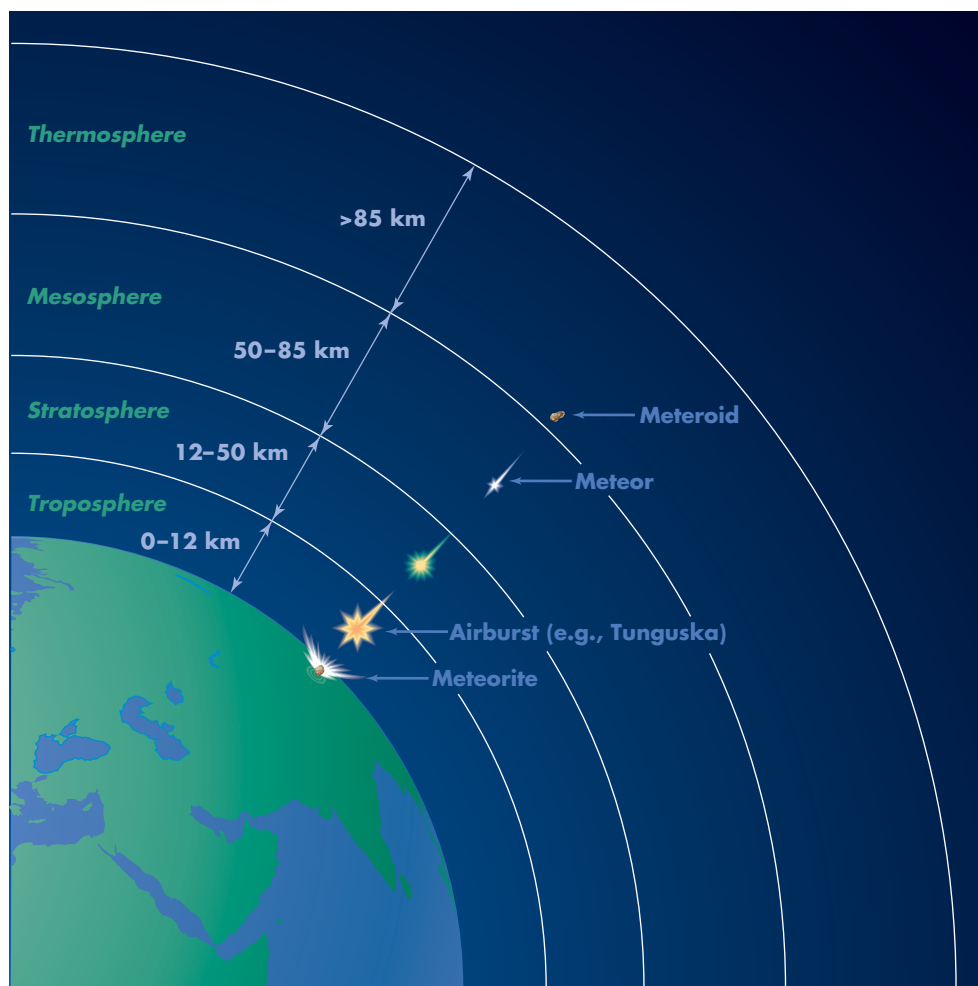 Thermosphere
>85 km
Mesosphere
50–85 km
Stratosphere
Meteroid
12–50 km
Meteor
Troposphere
0–12 km
Airburst (e.g., Tunguska)
Meteorite